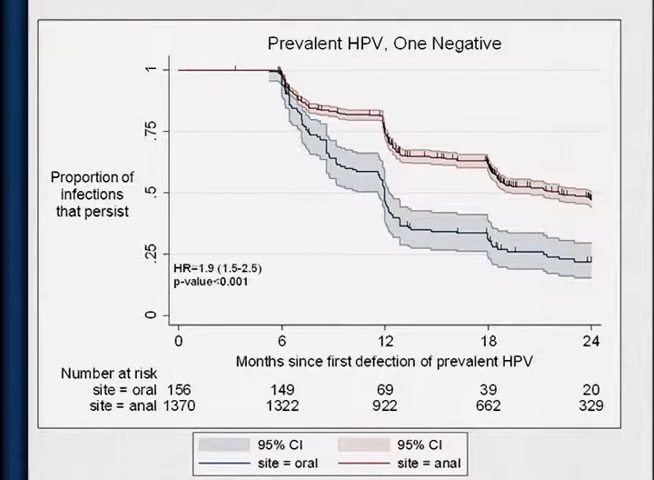 Prevalent HPV, One Negative
1
.75
.5
.25
0
Proportion of
infections
that persist
HR=1.9 (1.5-2.5)
p-value<0.001
0 6 12 18 24
Months since first defection of prevalent HPV
Number at risk
site = oral 156 149 69 39 20
site = anal 1370 1322 922 662 329
95% CI 95% CI
site = oral site = anal